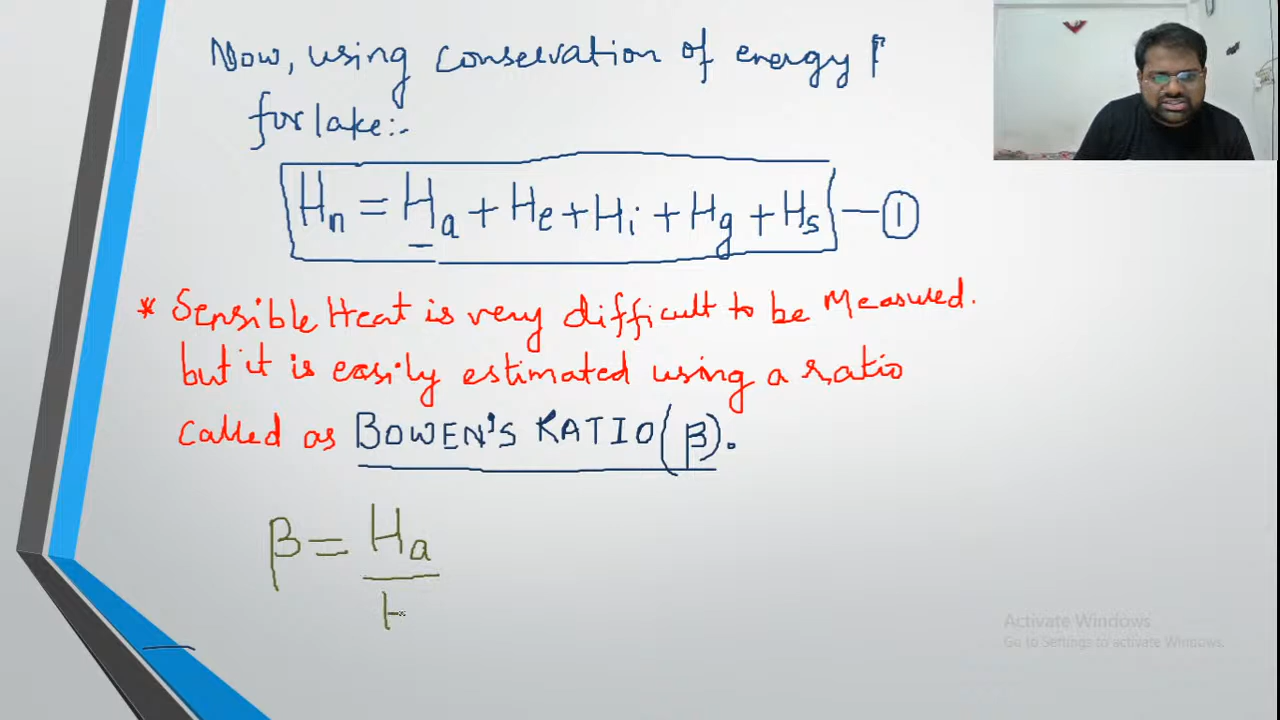 Now, using conservation of energy
for lake:-
Hn = Ha + He + Hi + Hg + Hs — ①
* Sensible Heat is very difficult to be Measured.
but it is easily estimated using a ratio
called as BOWEN'S RATIO (β).
β = Ha
Activate Windows
Go to Settings to activate Windows.